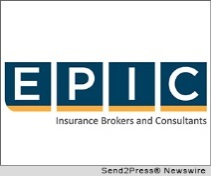 EPIC
Insurance Brokers and Consultants
Send2Press® Newswire